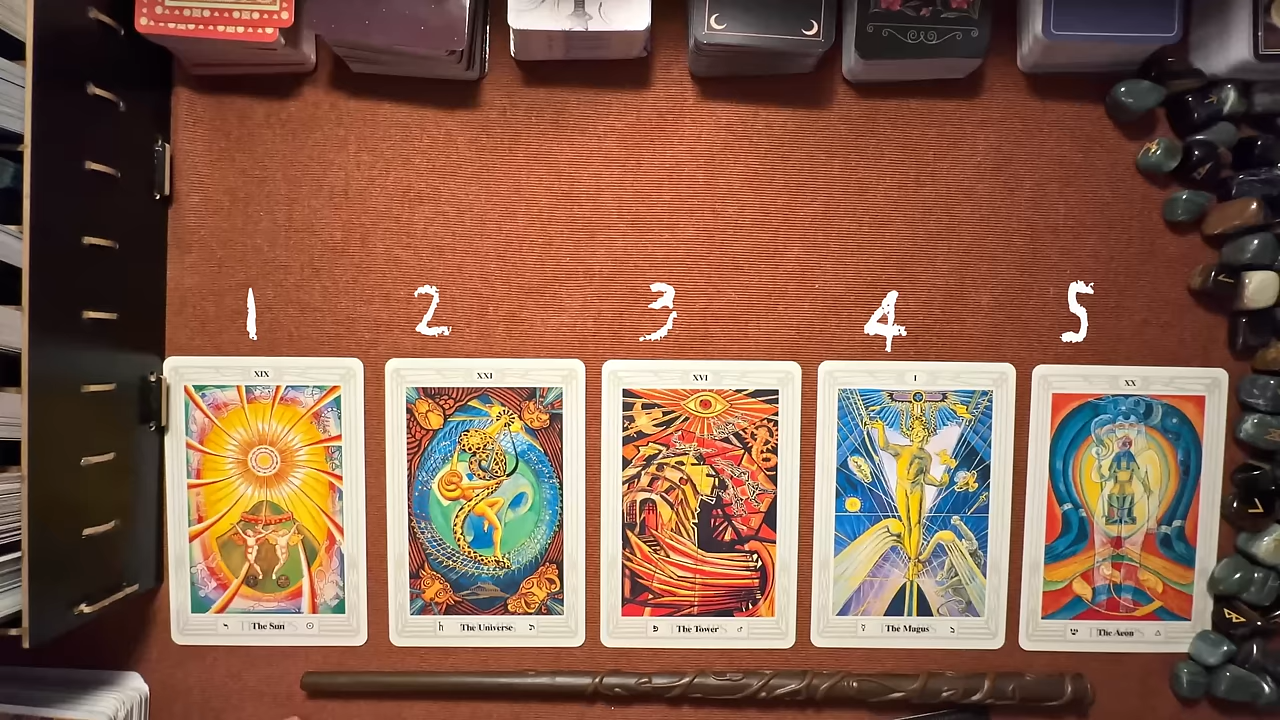 1 2 3 4 5
XIX XXI XVI I XX
The Sun The Universe The Tower The Magus The Aeon